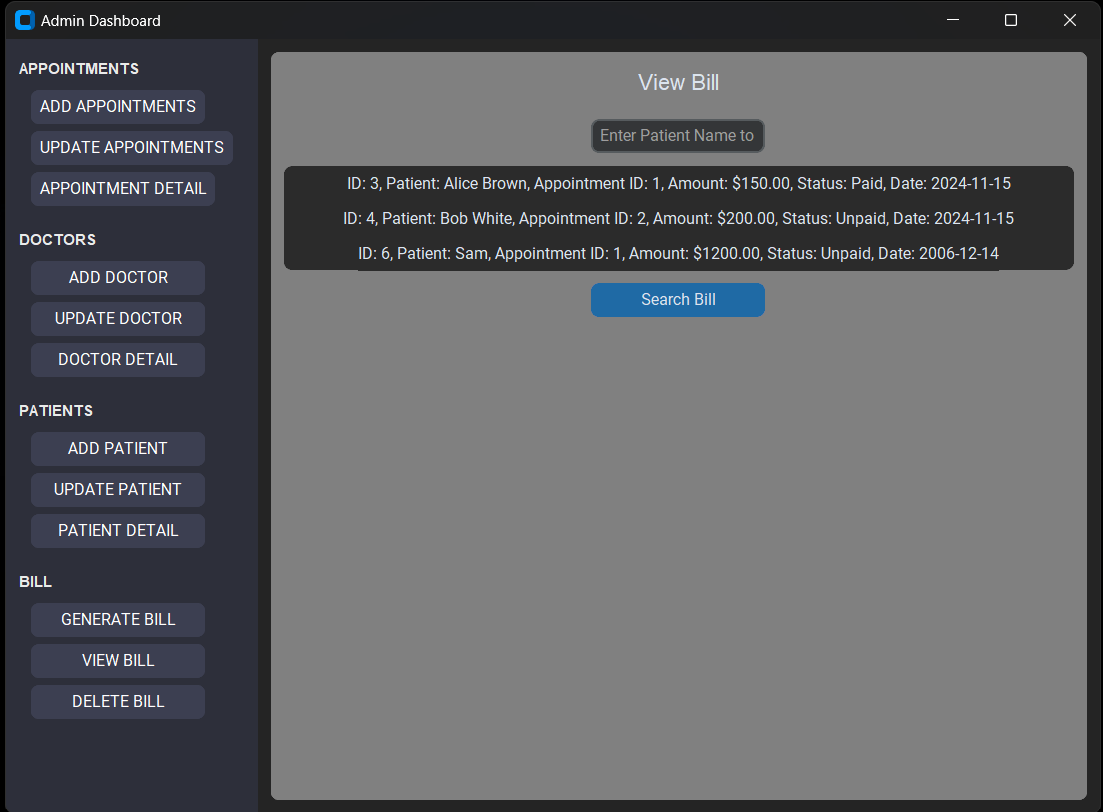 Admin Dashboard
APPOINTMENTS
ADD APPOINTMENTS
UPDATE APPOINTMENTS
APPOINTMENT DETAIL
DOCTORS
ADD DOCTOR
UPDATE DOCTOR
DOCTOR DETAIL
PATIENTS
ADD PATIENT
UPDATE PATIENT
PATIENT DETAIL
BILL
GENERATE BILL
VIEW BILL
DELETE BILL
View Bill
Enter Patient Name to
ID: 3, Patient: Alice Brown, Appointment ID: 1, Amount: $150.00, Status: Paid, Date: 2024-11-15
ID: 4, Patient: Bob White, Appointment ID: 2, Amount: $200.00, Status: Unpaid, Date: 2024-11-15
ID: 6, Patient: Sam, Appointment ID: 1, Amount: $1200.00, Status: Unpaid, Date: 2006-12-14
Search Bill